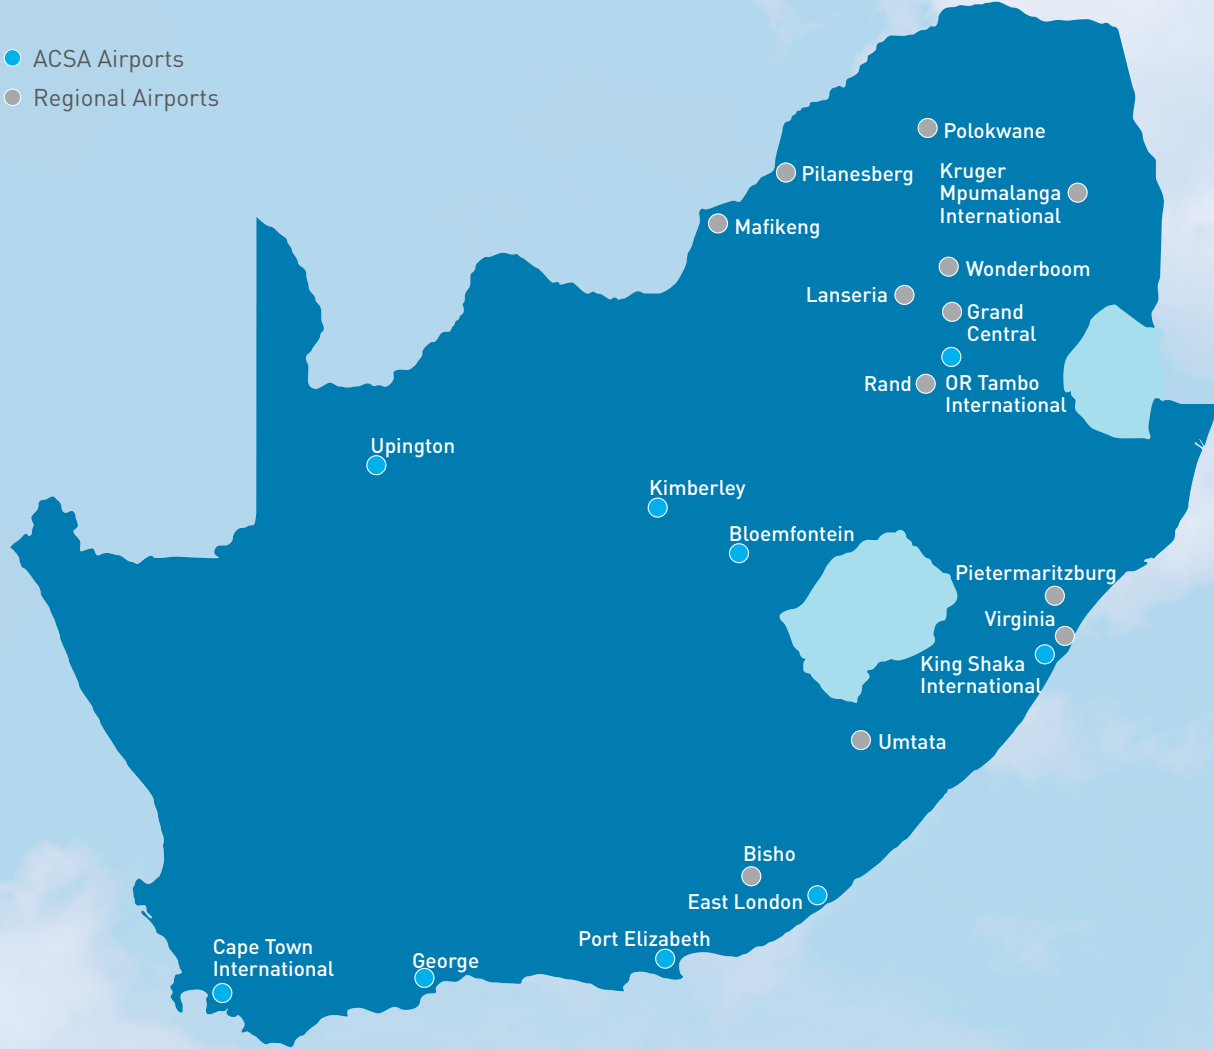 ACSA Airports
Regional Airports
Polokwane
Pilanesberg
Kruger
Mpumalanga
International
Mafikeng
Wonderboom
Lanseria
Grand
Central
Rand
OR Tambo
International
Upington
Kimberley
Bloemfontein
Pietermaritzburg
Virginia
King Shaka
International
Umtata
Bisho
East London
Port Elizabeth
Cape Town
International
George